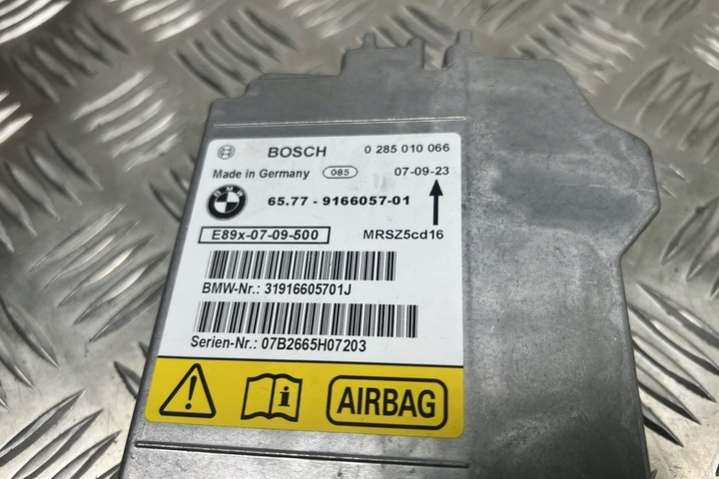 BOSCH 0 285 010 066
Made in Germany 085 07-09-23
BMW 65.77 - 9166057-01
E89x-07-09-500 MRSZ5cd16
BMW-Nr.: 31916605701J
Serien-Nr.: 07B2665H07203
AIRBAG